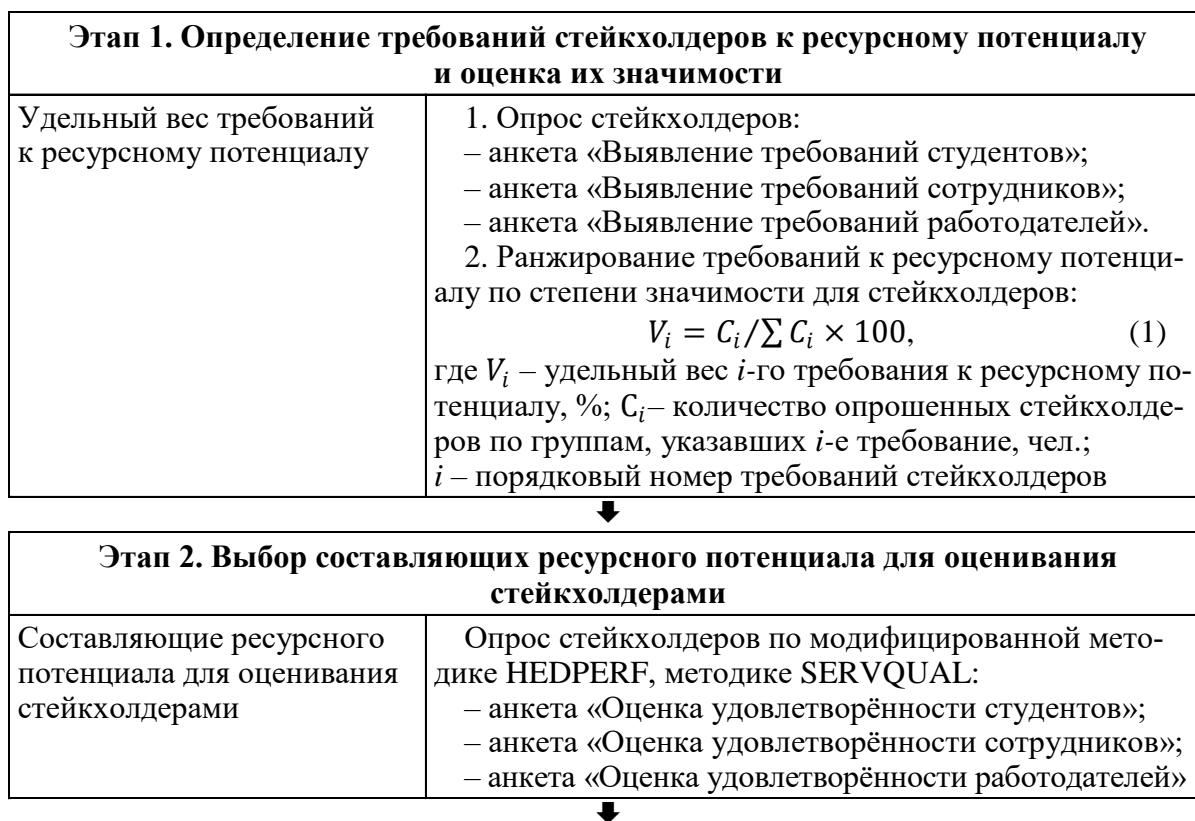 Этап 1. Определение требований стейкхолдеров к ресурсному потенциалу
и оценка их значимости
Удельный вес требований
к ресурсному потенциалу
1. Опрос стейкхолдеров:
– анкета «Выявление требований студентов»;
– анкета «Выявление требований сотрудников»;
– анкета «Выявление требований работодателей».
2. Ранжирование требований к ресурсному потенци-
алу по степени значимости для стейкхолдеров:
V_i = C_i/∑ C_i × 100, (1)
где V_i – удельный вес i-го требования к ресурсному по-
тенциалу, %; C_i– количество опрошенных стейкхолде-
ров по группам, указавших i-е требование, чел.;
i – порядковый номер требований стейкхолдеров
Этап 2. Выбор составляющих ресурсного потенциала для оценивания
стейкхолдерами
Составляющие ресурсного
потенциала для оценивания
стейкхолдерами
Опрос стейкхолдеров по модифицированной мето-
дике HEDPERF, методике SERVQUAL:
– анкета «Оценка удовлетворённости студентов»;
– анкета «Оценка удовлетворённости сотрудников»;
– анкета «Оценка удовлетворённости работодателей»